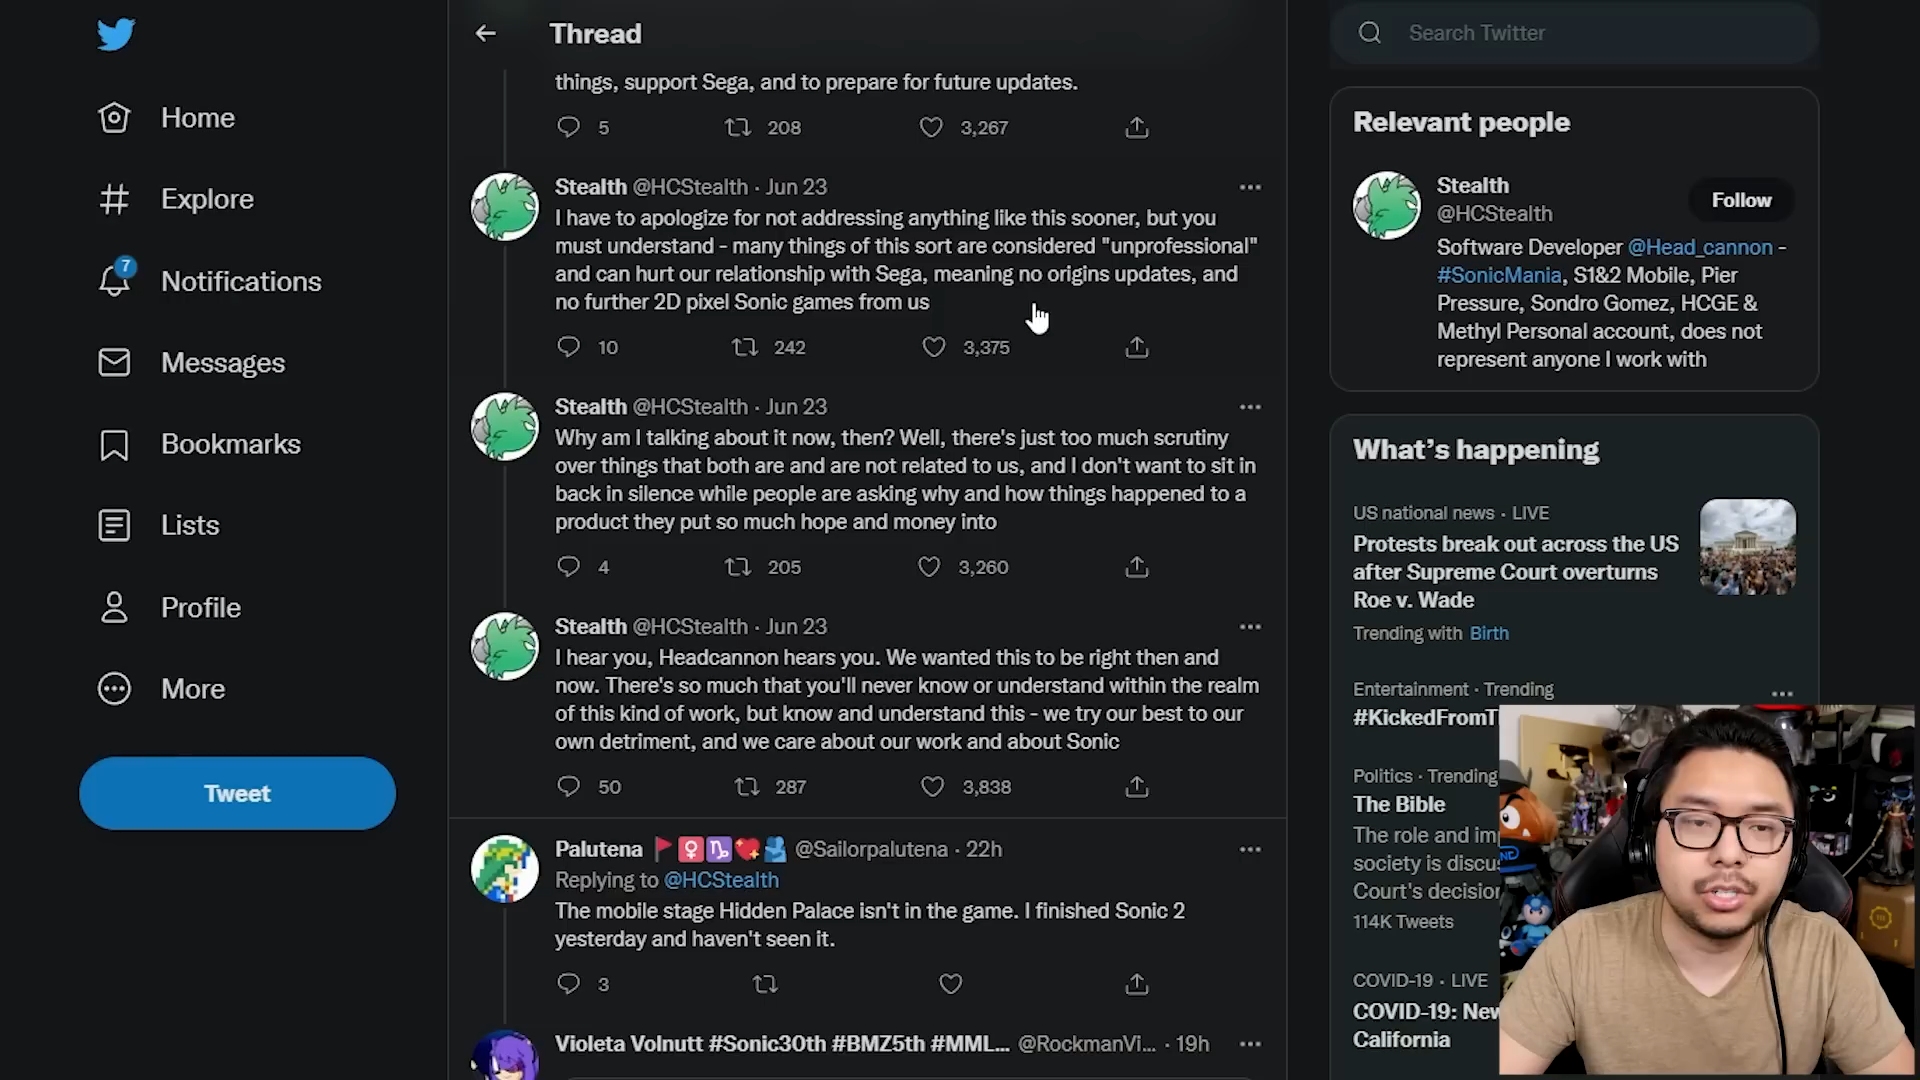 Home
Explore
7
Notifications
Messages
Bookmarks
Lists
Profile
More
Tweet
Thread
things, support Sega, and to prepare for future updates.
5 208 3,267
Stealth @HCStealth · Jun 23
I have to apologize for not addressing anything like this sooner, but you
must understand - many things of this sort are considered "unprofessional"
and can hurt our relationship with Sega, meaning no origins updates, and
no further 2D pixel Sonic games from us
10 242 3,375
Stealth @HCStealth · Jun 23
Why am I talking about it now, then? Well, there's just too much scrutiny
over things that both are and are not related to us, and I don't want to sit in
back in silence while people are asking why and how things happened to a
product they put so much hope and money into
4 205 3,260
Stealth @HCStealth · Jun 23
I hear you, Headcannon hears you. We wanted this to be right then and
now. There's so much that you'll never know or understand within the realm
of this kind of work, but know and understand this - we try our best to our
own detriment, and we care about our work and about Sonic
50 287 3,838
Palutena @Sailorpalutena · 22h
Replying to @HCStealth
The mobile stage Hidden Palace isn't in the game. I finished Sonic 2
yesterday and haven't seen it.
3
Violeta Volnutt #Sonic30th #BMZ5th #MML... @RockmanVi... · 19h
Search Twitter
Relevant people
Stealth
@HCStealth
Follow
Software Developer @Head_cannon -
#SonicMania, S1&2 Mobile, Pier
Pressure, Sondro Gomez, HCGE &
Methyl Personal account, does not
represent anyone I work with
What's happening
US national news · LIVE
Protests break out across the US
after Supreme Court overturns
Roe v. Wade
Trending with Birth
Entertainment · Trending
#KickedFromT
Politics · Trending
The Bible
The role and im
society is discu
Court's decision
114K Tweets
COVID-19 · LIVE
COVID-19: New
California